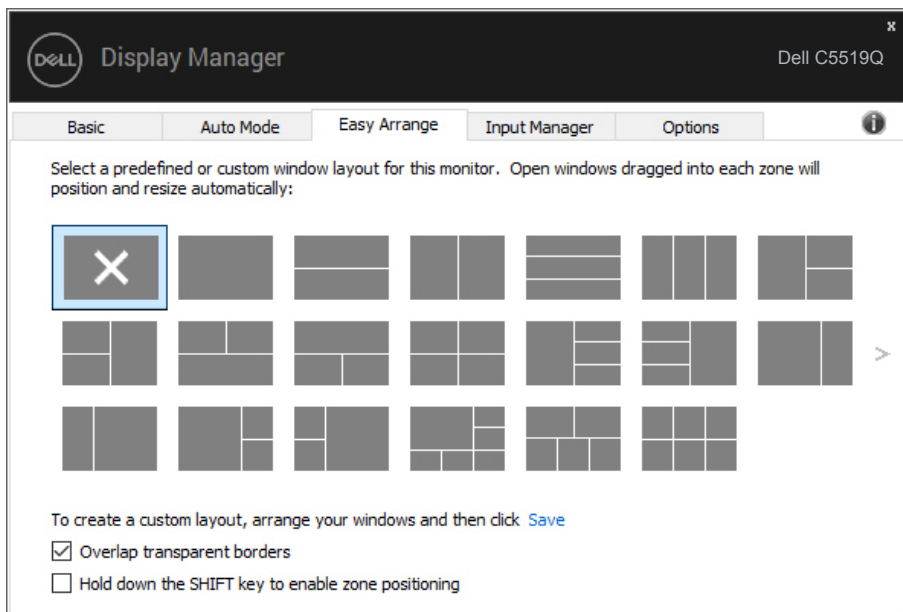 x
DELL
Display Manager
Dell C5519Q
Basic Auto Mode Easy Arrange Input Manager Options
Select a predefined or custom window layout for this monitor.  Open windows dragged into each zone will
position and resize automatically:
>
To create a custom layout, arrange your windows and then click Save
Overlap transparent borders
Hold down the SHIFT key to enable zone positioning